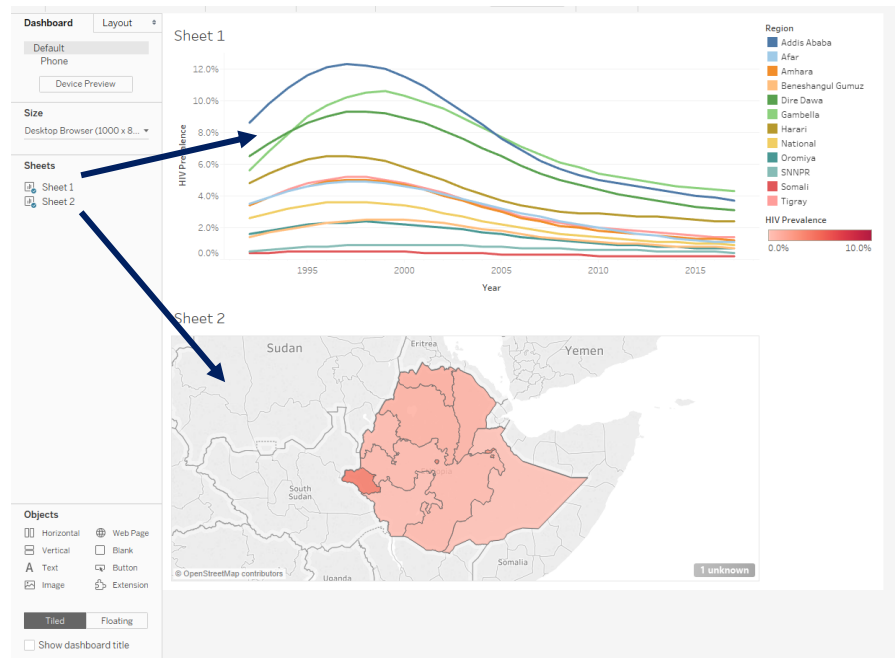 Dashboard Layout
Default
Phone
Device Preview
Size
Desktop Browser (1000 x 8...
Sheets
Sheet 1
Sheet 2
Objects
Horizontal Web Page
Vertical Blank
A Text Button
Image Extension
Tiled Floating
Show dashboard title
Sheet 1
HIV Prevalence
12.0%
10.0%
8.0%
6.0%
4.0%
2.0%
0.0%
1995 2000 2005 2010 2015
Year
Region
Addis Ababa
Afar
Amhara
Beneshangul Gumuz
Dire Dawa
Gambella
Harari
National
Oromiya
SNNPR
Somali
Tigray
HIV Prevalence
0.0% 10.0%
Sheet 2
Sudan
Eritrea
Yemen
South
Sudan
Somalia
Uganda
© OpenStreetMap contributors
1 unknown